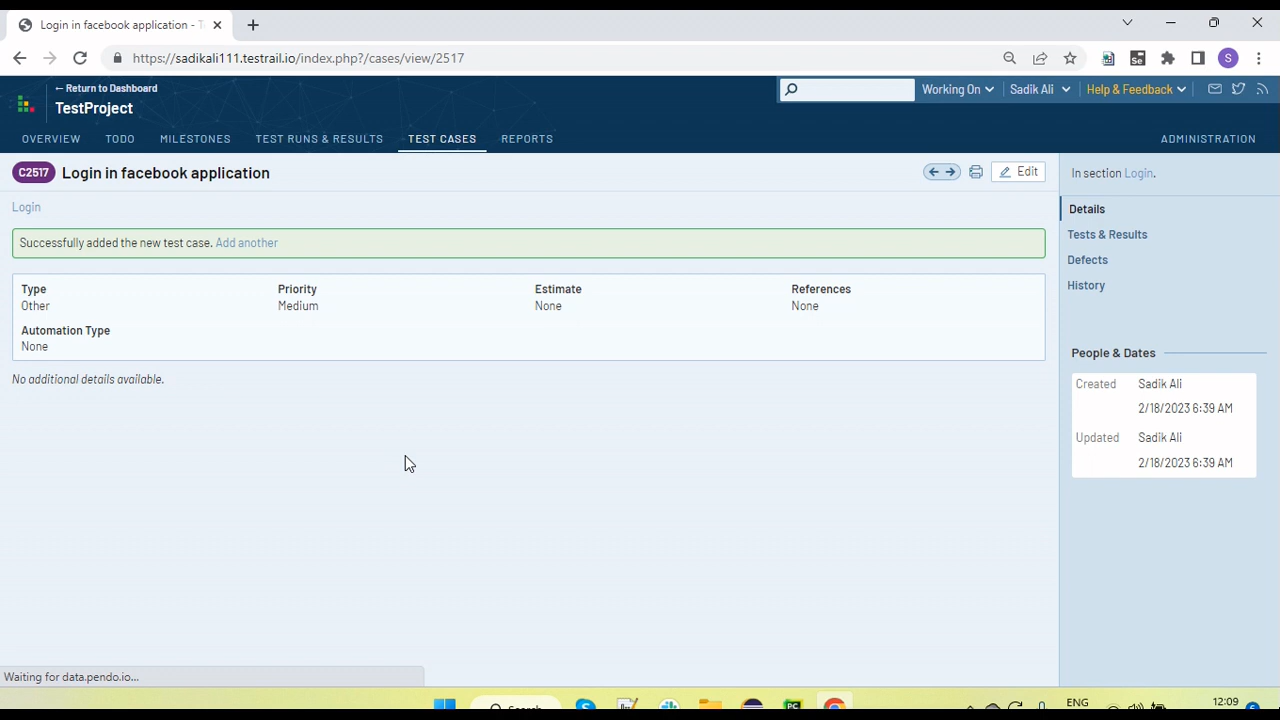 Login in facebook application - T
https://sadikali111.testrail.io/index.php?/cases/view/2517
Se
S
← Return to Dashboard
TestProject
Working On
Sadik Ali
Help & Feedback
OVERVIEW
TODO
MILESTONES
TEST RUNS & RESULTS
TEST CASES
REPORTS
ADMINISTRATION
C2517
Login in facebook application
Edit
In section Login.
Login
Details
Successfully added the new test case. Add another
Tests & Results
Defects
History
Type
Other
Priority
Medium
Estimate
None
References
None
Automation Type
None
No additional details available.
People & Dates
Created Sadik Ali
2/18/2023 6:39 AM
Updated Sadik Ali
2/18/2023 6:39 AM
Waiting for data.pendo.io...
Search
PC
ENG
12:09